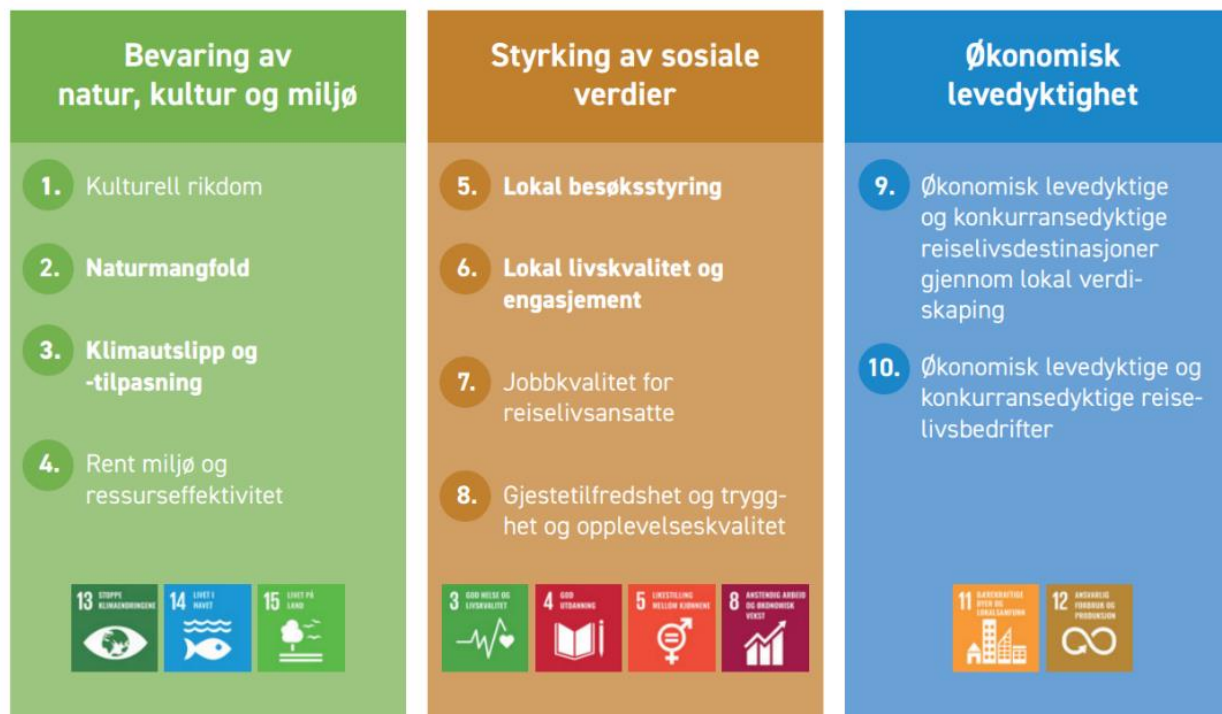 Bevaring av
natur, kultur og miljø
1. Kulturell rikdom
2. Naturmangfold
3. Klimautslipp og
-tilpasning
4. Rent miljø og
ressurseffektivitet
13 STOPPE
KLIMAENDRINGENE
14 LIVET I
HAVET
15 LIVET PÅ
LAND
Styrking av sosiale
verdier
5. Lokal besøksstyring
6. Lokal livskvalitet og
engasjement
7. Jobbkvalitet for
reiselivsansatte
8. Gjestetilfredshet og trygg-
het og opplevelseskvalitet
3 GOD HELSE OG
LIVSKVALITET
4 GOD
UTDANNING
5 LIKESTILLING
MELLOM KJØNNENE
8 ANSTENDIG ARBEID
OG ØKONOMISK
VEKST
Økonomisk
levedyktighet
9. Økonomisk levedyktige
og konkurransedyktige
reiselivsdestinasjoner
gjennom lokal verdi-
skaping
10. Økonomisk levedyktige og
konkurransedyktige reise-
livsbedrifter
11 BÆREKRAFTIGE
BYER OG
LOKALSAMFUNN
12 ANSVARLIG
FORBRUK OG
PRODUKSJON